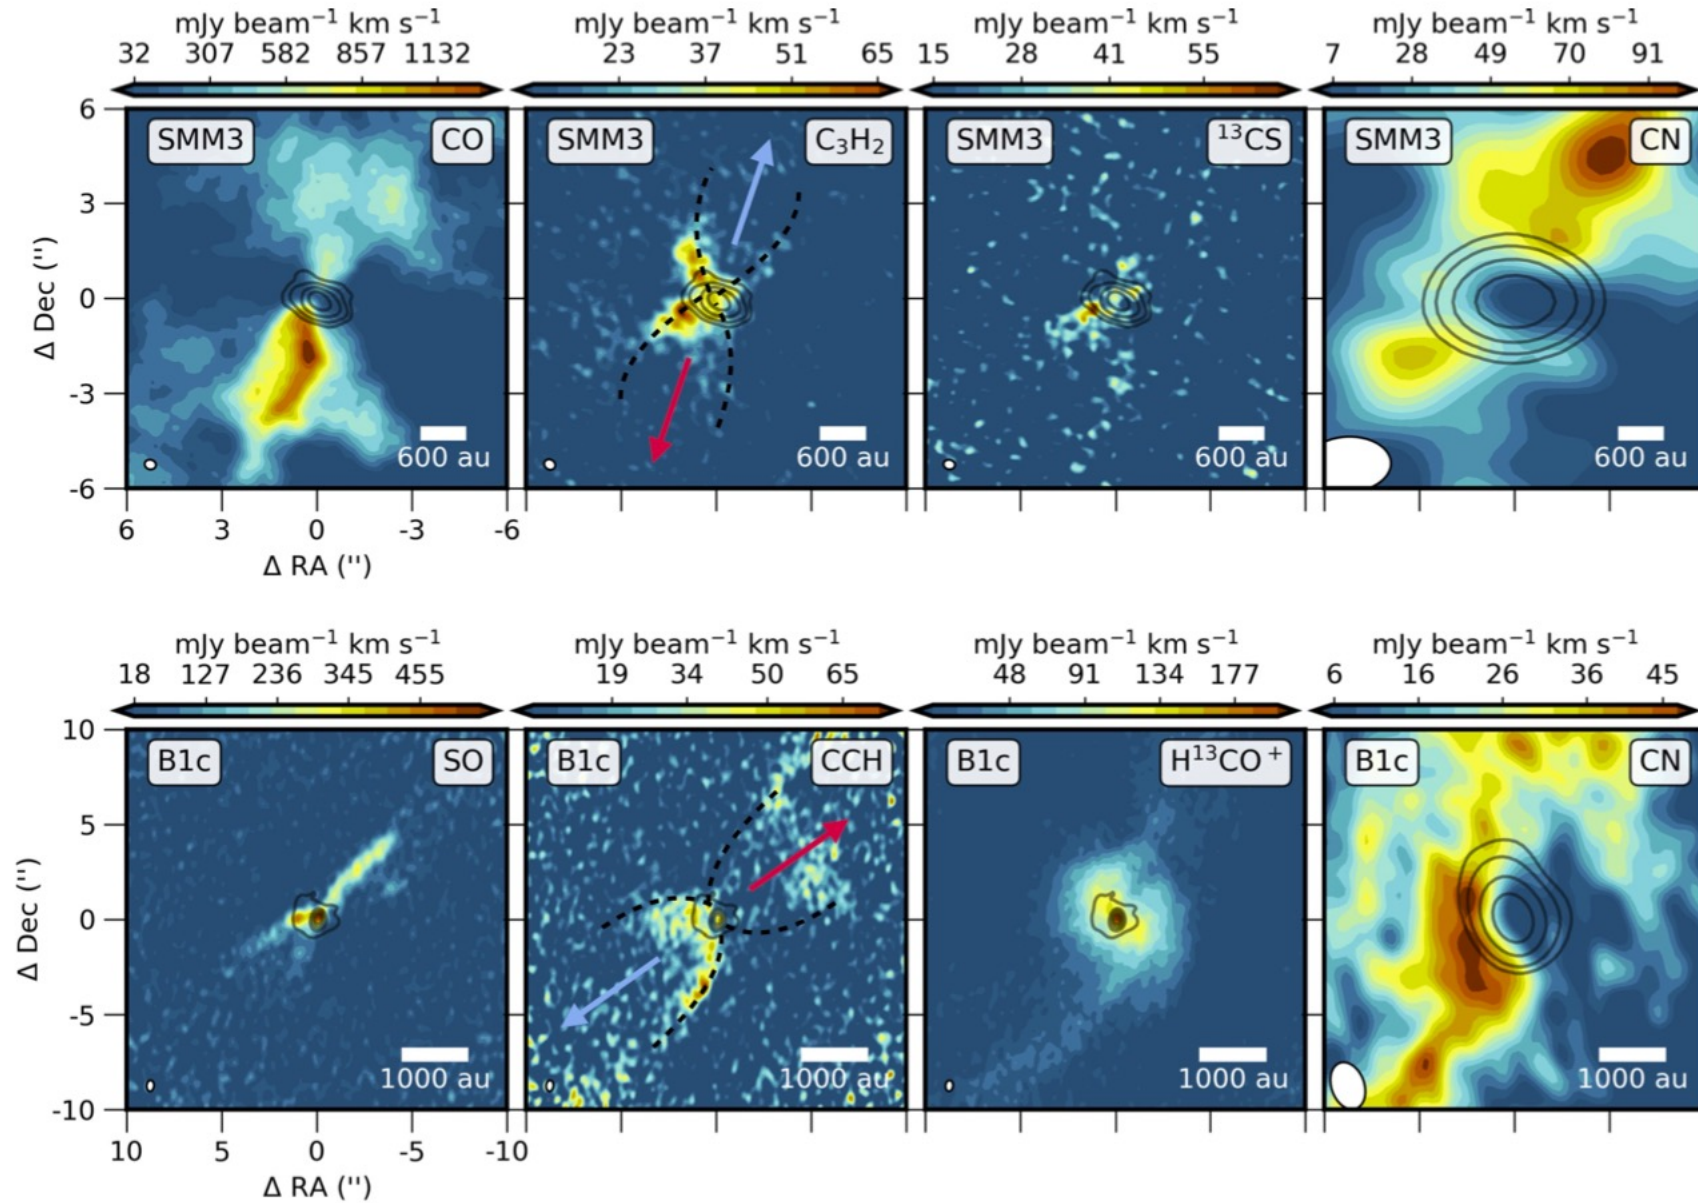 mJy beam⁻¹ km s⁻¹ mJy beam⁻¹ km s⁻¹ mJy beam⁻¹ km s⁻¹ mJy beam⁻¹ km s⁻¹
32 307 582 857 1132 23 37 51 65 15 28 41 55 7 28 49 70 91
6
SMM3 CO SMM3 C₃H₂ SMM3 ¹³CS SMM3 CN
3
Δ Dec ('')
0
-3
600 au 600 au 600 au 600 au
-6
6 3 0 -3 -6
Δ RA ('')
mJy beam⁻¹ km s⁻¹ mJy beam⁻¹ km s⁻¹ mJy beam⁻¹ km s⁻¹ mJy beam⁻¹ km s⁻¹
18 127 236 345 455 19 34 50 65 48 91 134 177 6 16 26 36 45
10
B1c SO B1c CCH B1c H¹³CO⁺ B1c CN
5
Δ Dec ('')
0
-5
1000 au 1000 au 1000 au 1000 au
-10
10 5 0 -5 -10
Δ RA ('')